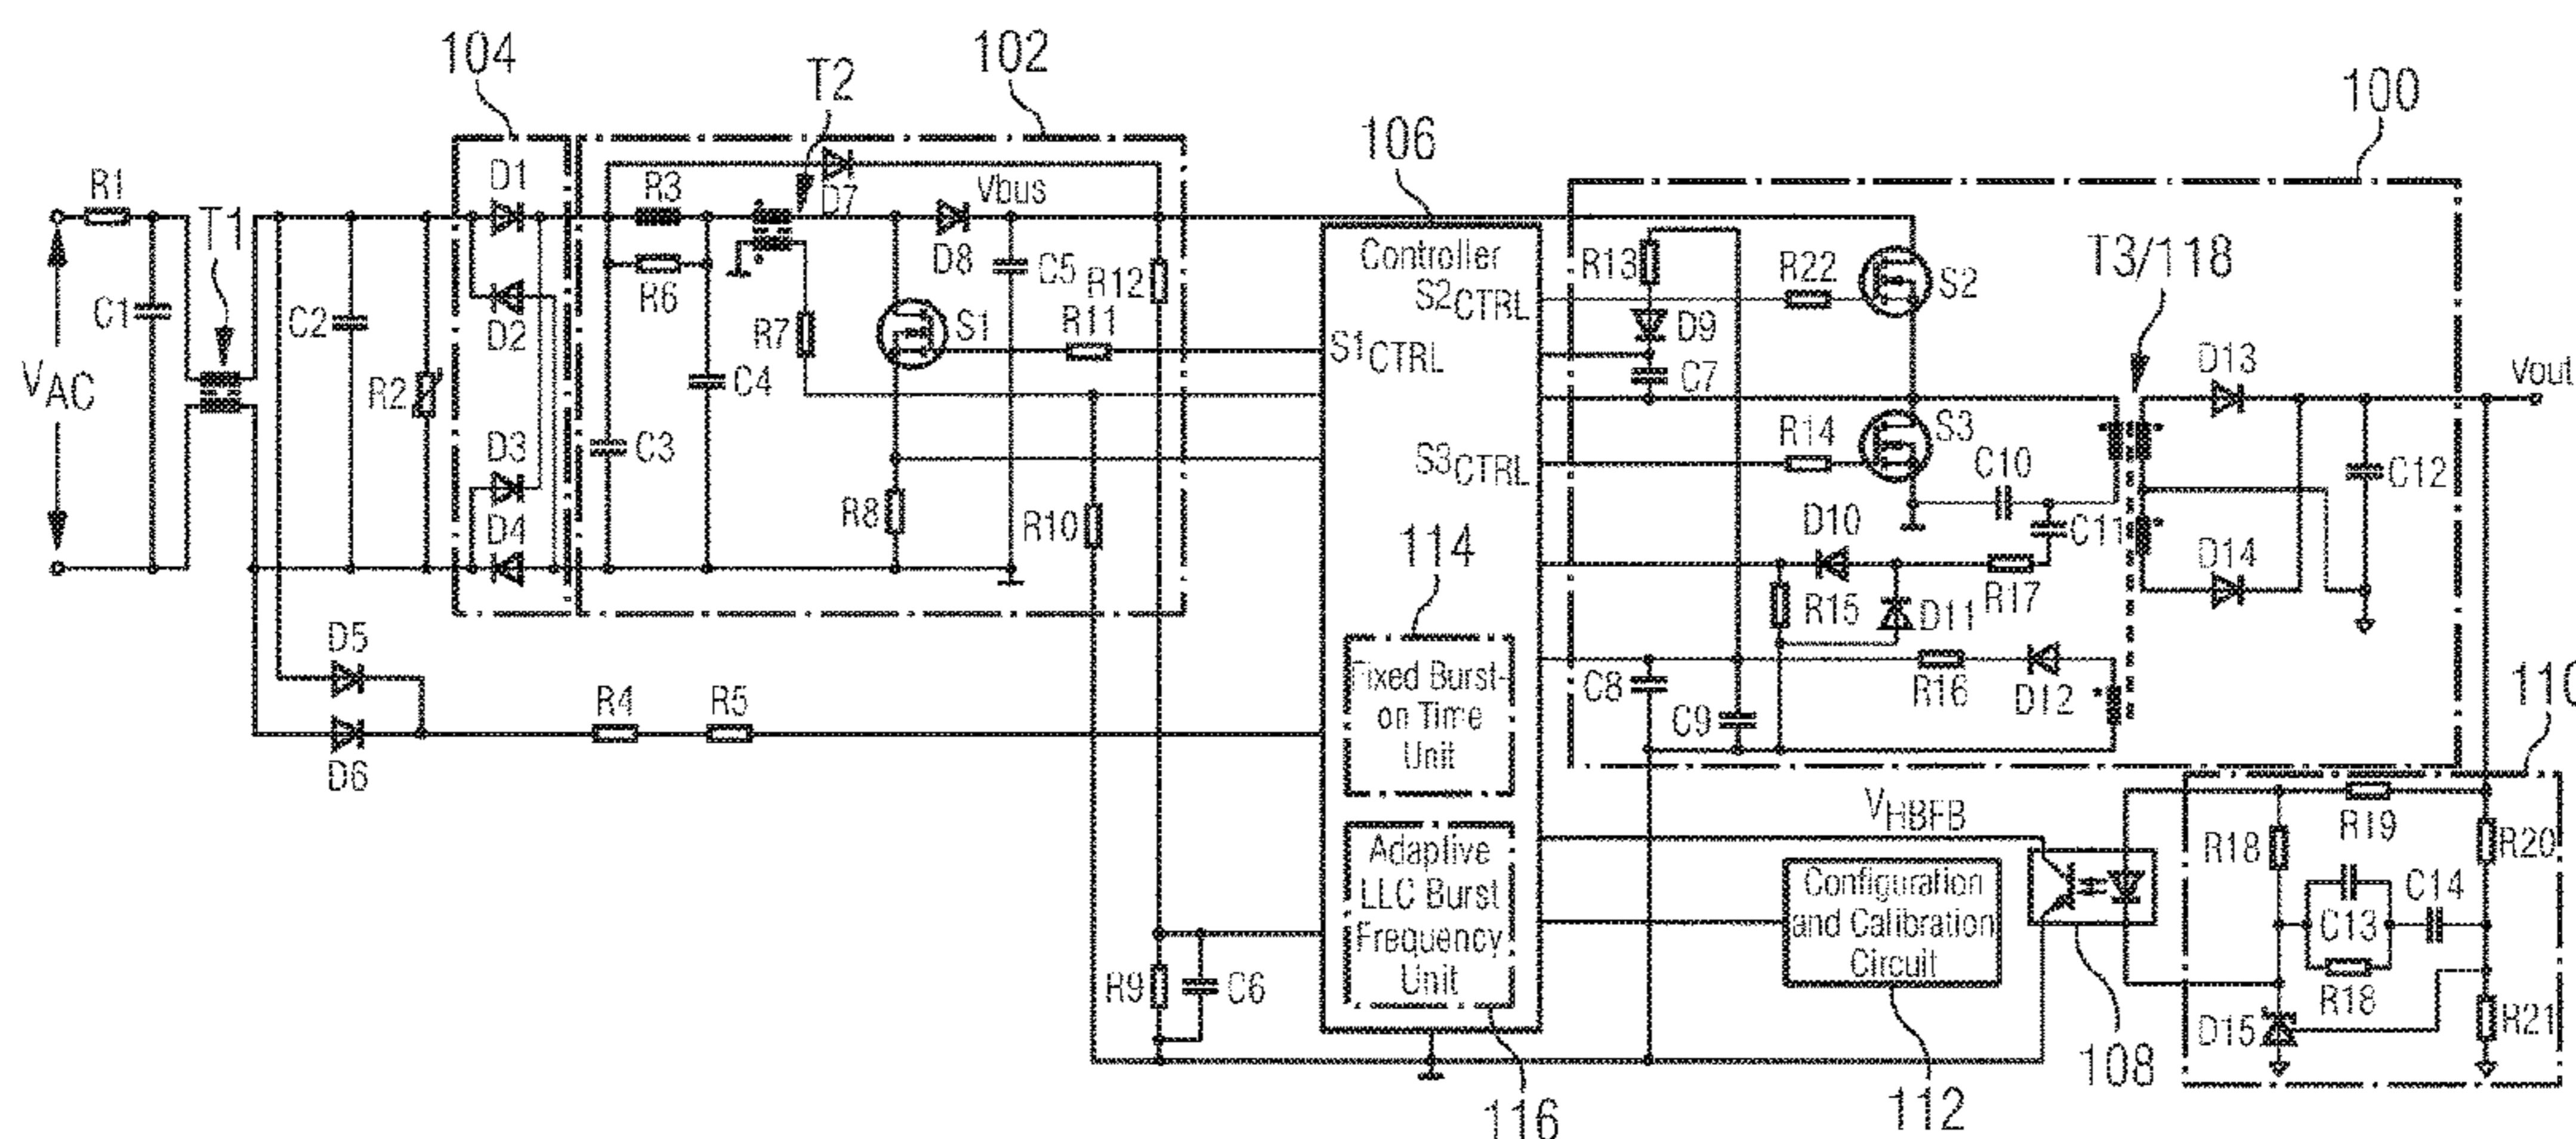 104
T2
102
106
100
R1
T1
D1
R3
D7
Vbus
Controller
R13
R22
T3/118
S2
C1
C2
D2
R6
R7
S1
D8
C5
R12
R11
S2CTRL
D9
S1CTRL
C7
D13
Vout
VAC
R2
C4
D3
C3
S3CTRL
R14
S3
C10
C12
D4
R8
R10
114
D10
C11
D14
R15
D11
R17
D5
Fixed Burst-
on Time
Unit
C8
C9
R16
D12
110
D6
R4
R5
VHBFB
R19
R18
R20
Adaptive
LLC Burst
Frequency
Unit
Configuration
and Calibration
Circuit
C14
C13
R9
C6
R18
D15
R21
108
116
112